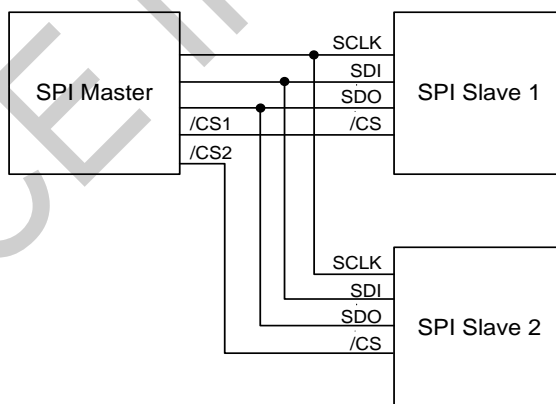 SPI Master
SCLK
SDI
SDO
/CS
SPI Slave 1
/CS1
/CS2
SCLK
SDI
SDO
/CS
SPI Slave 2